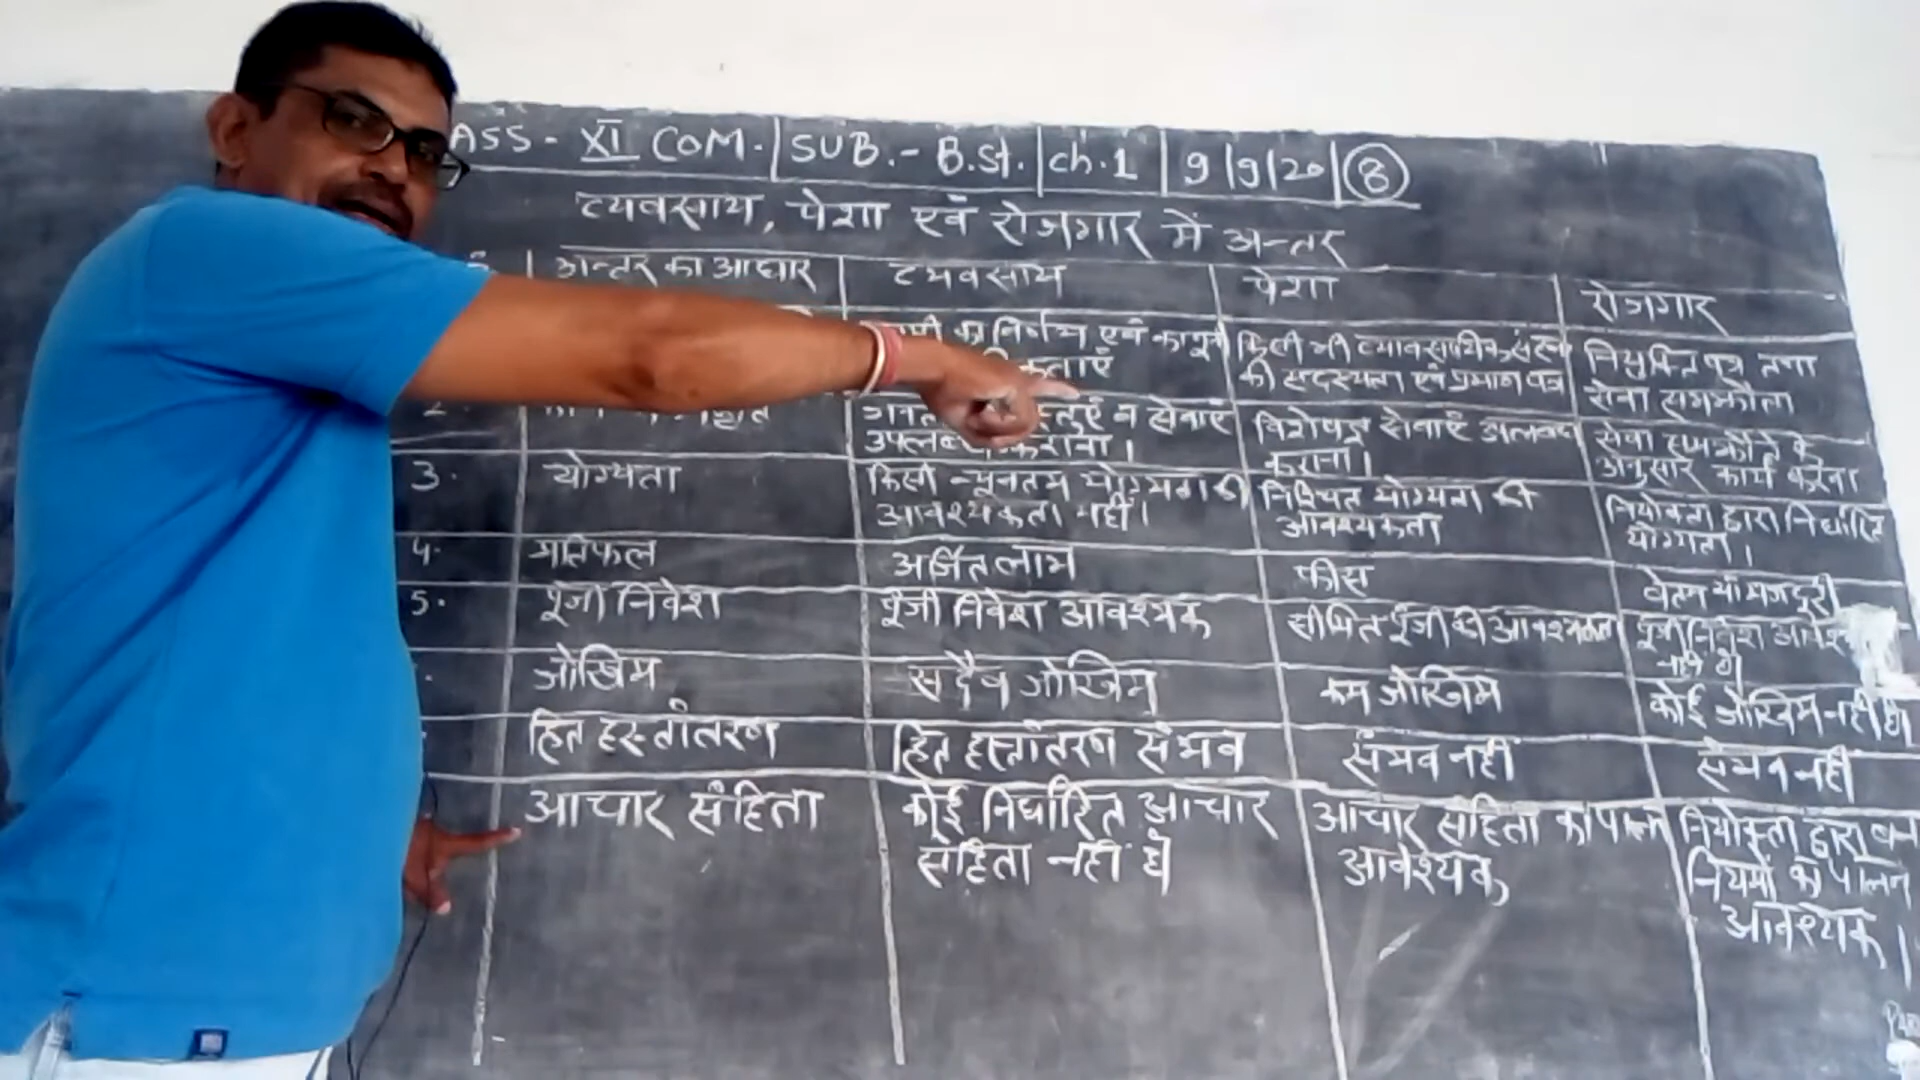 ASS - XI COM. | SUB. - B.St. | ch. 1 | 9/9/20 | 8
व्यवसाय, पेशा एवं रोजगार में अन्तर
अन्तर का आधार व्यवसाय पेशा रोजगार
का निर्णय एवं किसी भी व्यावसायिक नियुक्ति पत्र तथा
की सदस्यता एवं प्रमाण पत्र सेवा समझौता
2. व सेवाएं विशेषज्ञ सेवाएं उपलब्ध सेवा समझौते के
कराना। कराना। अनुसार कार्य करना
3. योग्यता किसी न्यूनतम योग्यता की निश्चित योग्यता की नियोक्ता द्वारा निर्धारित
आवश्यकता नहीं। आवश्यकता योग्यता।
4. प्रतिफल अर्जित लाभ फीस वेतन या मजदूरी
5. पूंजी निवेश पूंजी निवेश आवश्यक सीमित पूंजी की आवश्यकता पूंजी निवेश
जोखिम सदैव जोखिम कम जोखिम कोई जोखिम नहीं है।
हित हस्तांतरण हित हस्तांतरण संभव संभव नहीं संभव नहीं
आचार संहिता कोई निर्धारित आचार आचार संहिता का पालन नियोक्ता द्वारा
संहिता नहीं है आवश्यक नियमों का पालन
आवश्यक।